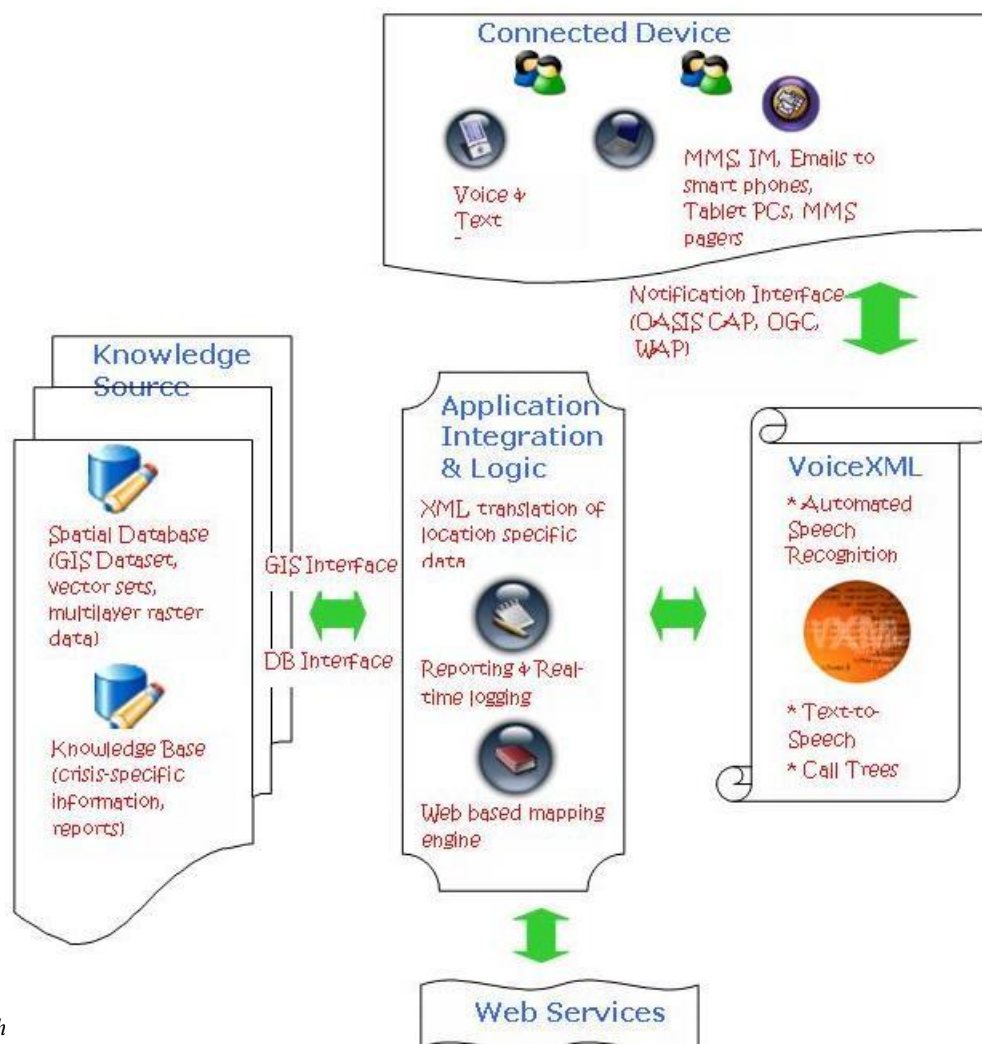 Connected Device
Voice &
Text
-
MMS, IM, Emails to
smart phones,
Tablet PCs, MMS
pagers
Notification Interface
(OASIS CAP, OGC,
WAP)
Knowledge
Source
Spatial Database
(GIS Dataset,
vector sets,
multilayer raster
data)
Knowledge Base
(crisis-specific
information,
reports)
GIS Interface
DB Interface
Application
Integration
& Logic
XML translation of
location specific
data
Reporting & Real-
time logging
Web based mapping
engine
VoiceXML
* Automated
Speech
Recognition
VXML
* Text-to-
Speech
* Call Trees
Web Services